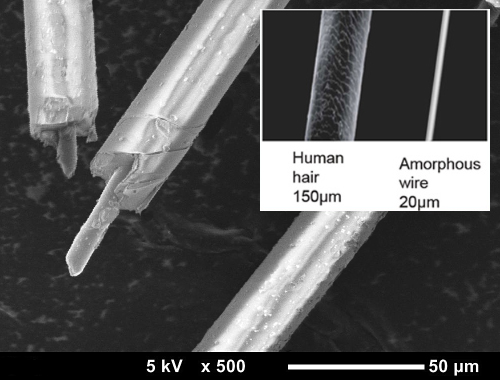 Human
hair
150µm
Amorphous
wire
20µm
5 kV x 500 50 µm